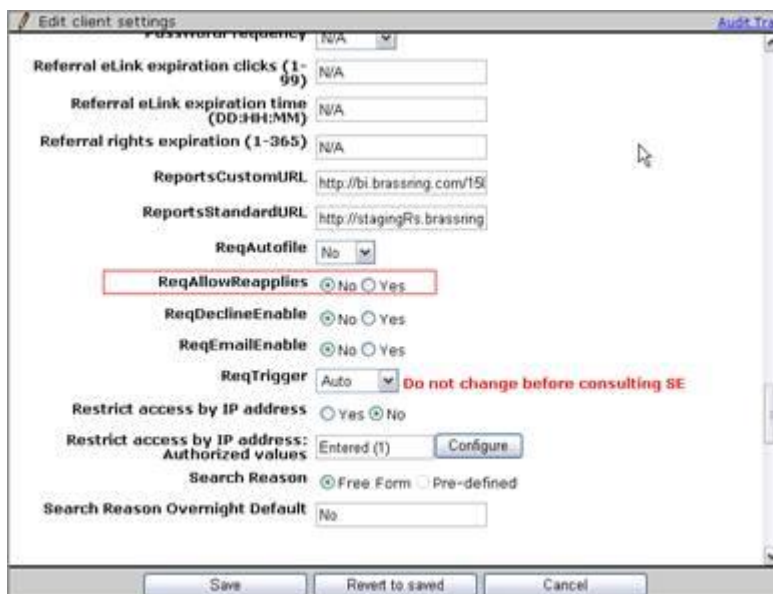 Edit client settings Audit Tra
N/A
Referral eLink expiration clicks (1-
99) N/A
Referral eLink expiration time
(DD:HH:MM) N/A
Referral rights expiration (1-365) N/A
ReportsCustomURL http://bi.brassring.com/150
ReportsStandardURL http://stagingRs.brassring
ReqAutofile No
ReqAllowReapplies No Yes
ReqDeclineEnable No Yes
ReqEmailEnable No Yes
ReqTrigger Auto Do not change before consulting SE
Restrict access by IP address Yes No
Restrict access by IP address:
Authorized values Entered (1) Configure
Search Reason Free Form Pre-defined
Search Reason Overnight Default No
Save Revert to saved Cancel